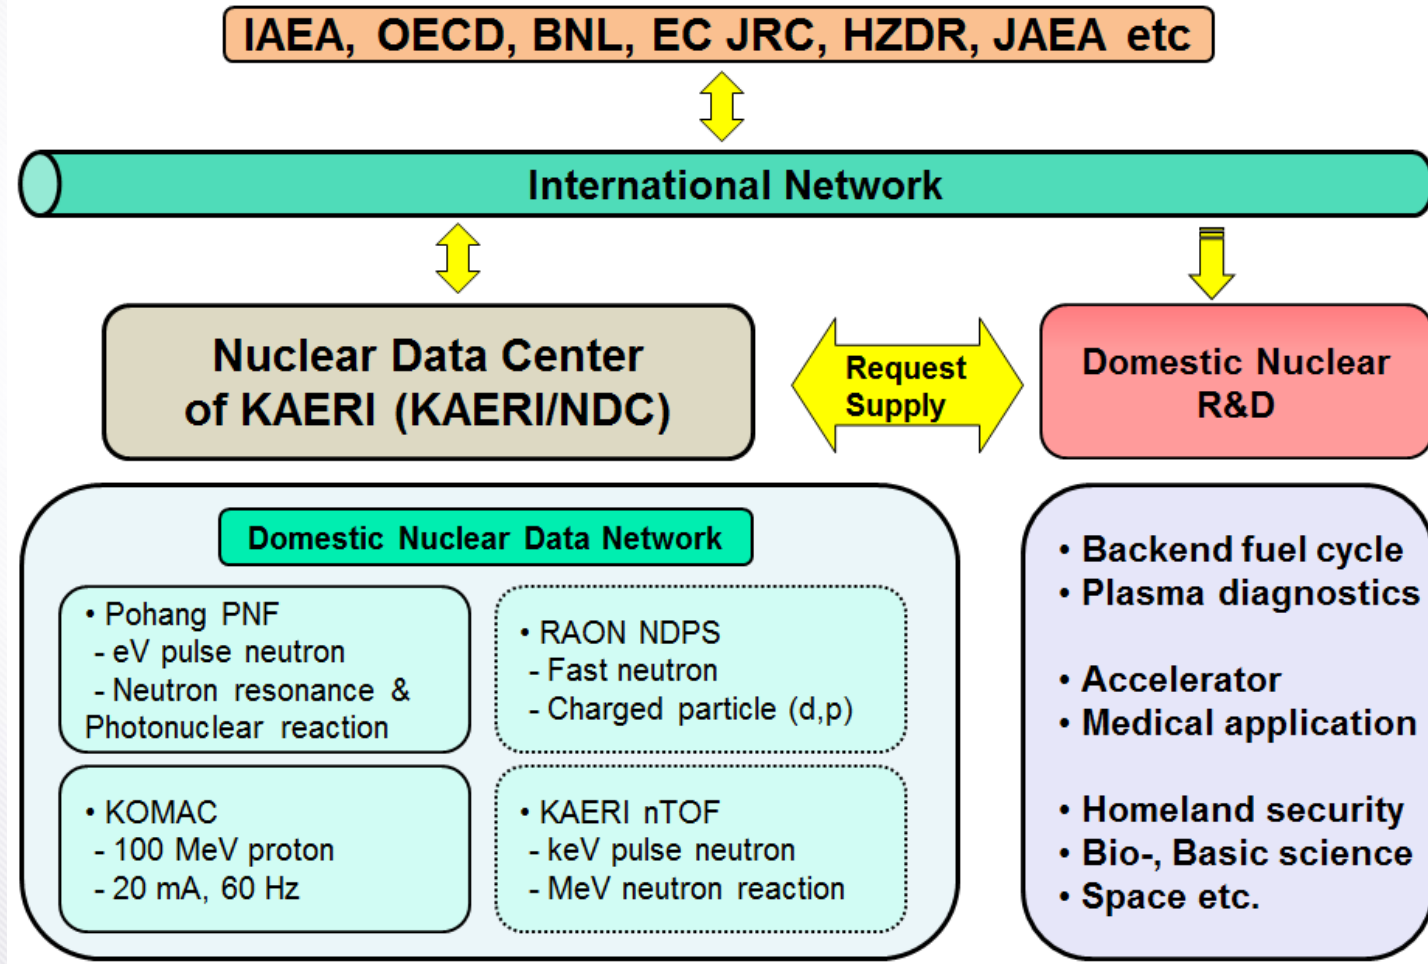 IAEA, OECD, BNL, EC JRC, HZDR, JAEA etc
International Network
Nuclear Data Center
of KAERI (KAERI/NDC)
Request
Supply
Domestic Nuclear
R&D
Domestic Nuclear Data Network
• Pohang PNF
- eV pulse neutron
- Neutron resonance &
Photonuclear reaction
• RAON NDPS
- Fast neutron
- Charged particle (d,p)
• KOMAC
- 100 MeV proton
- 20 mA, 60 Hz
• KAERI nTOF
- keV pulse neutron
- MeV neutron reaction
• Backend fuel cycle
• Plasma diagnostics
• Accelerator
• Medical application
• Homeland security
• Bio-, Basic science
• Space etc.